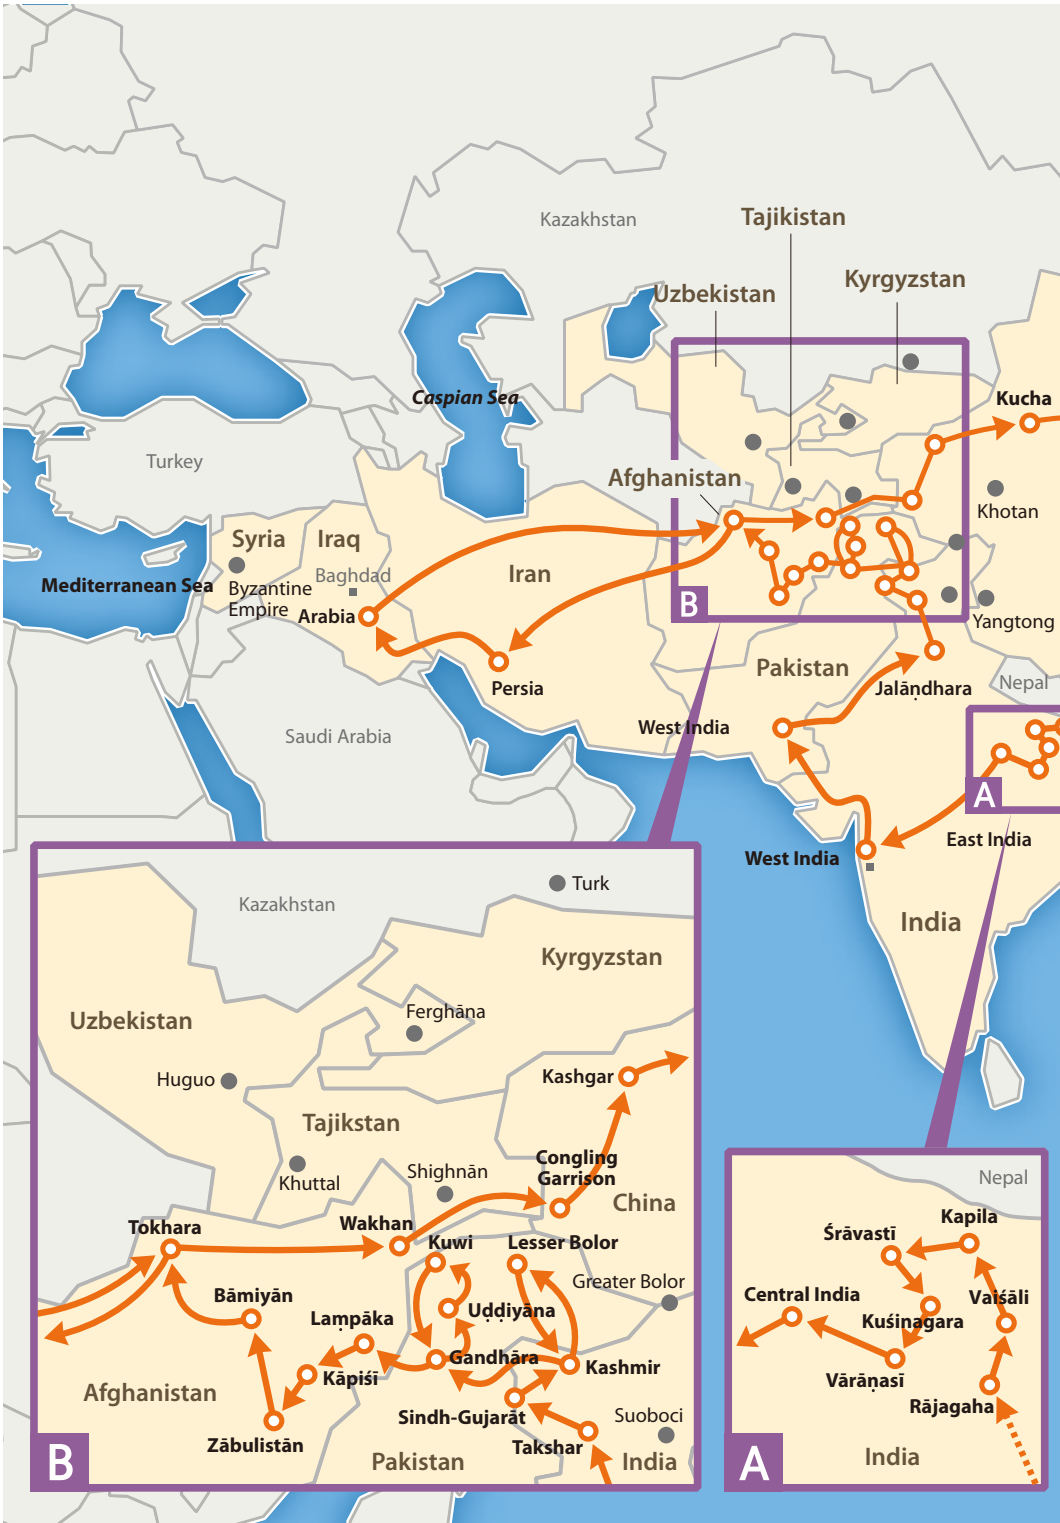 Kazakhstan
Tajikistan
Kyrgyzstan
Uzbekistan
Caspian Sea
Kucha
Turkey
Afghanistan
Khotan
Syria
Iraq
Iran
Baghdad
Mediterranean Sea
Byzantine
Empire
Arabia
B
Yangtong
Persia
Pakistan
Jalāṇdhara
Nepal
West India
Saudi Arabia
A
East India
West India
India
Turk
Kazakhstan
Kyrgyzstan
Ferghāna
Uzbekistan
Huguo
Kashgar
Tajikstan
Khuttal
Shighnān
Congling
Garrison
China
Tokhara
Wakhan
Kuwi
Lesser Bolor
Greater Bolor
Bāmiyān
Laṃpāka
Uḍḍiyāna
Gandhāra
Kashmir
Kāpiśī
Afghanistan
Sindh-Gujarāt
Suoboci
Zābulistān
Takshar
Pakistan
India
B
Nepal
Kapila
Śrāvastī
Central India
Vaiśāli
Kuśinagara
Vārāṇasī
Rājagaha
India
A